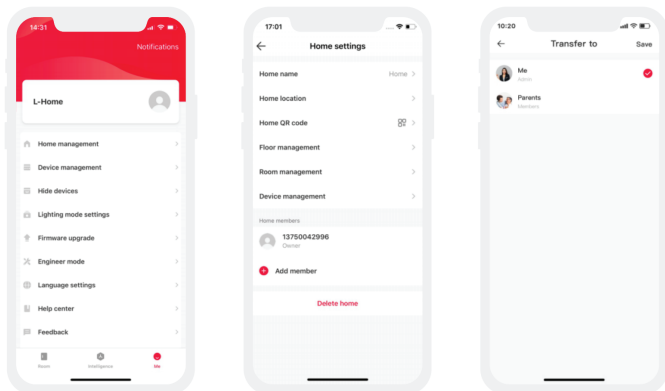 14:31
Notifications
L-Home
Home management
Device management
Hide devices
Lighting mode settings
Firmware upgrade
Engineer mode
Language settings
Help center
Feedback
Room
Intelligence
Me
17:01
Home settings
Home name
Home
Home location
Home QR code
Floor management
Room management
Device management
Home members
13750042996
Owner
Add member
Delete home
10:20
Transfer to
Save
Me
Admin
Parents
Members